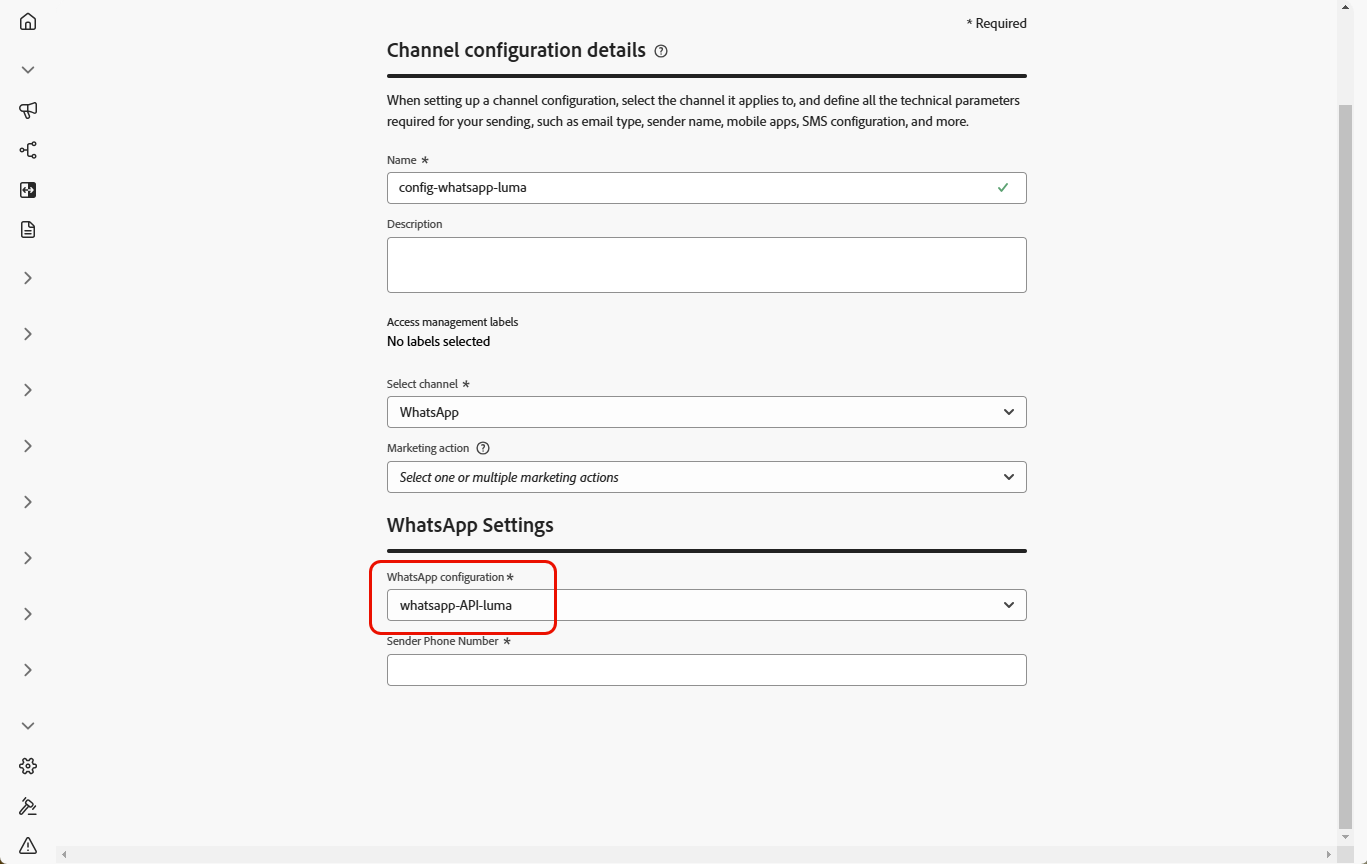 * Required
Channel configuration details
When setting up a channel configuration, select the channel it applies to, and define all the technical parameters
required for your sending, such as email type, sender name, mobile apps, SMS configuration, and more.
Name *
config-whatsapp-luma
Description
Access management labels
No labels selected
Select channel *
WhatsApp
Marketing action
Select one or multiple marketing actions
WhatsApp Settings
WhatsApp configuration *
whatsapp-API-luma
Sender Phone Number *